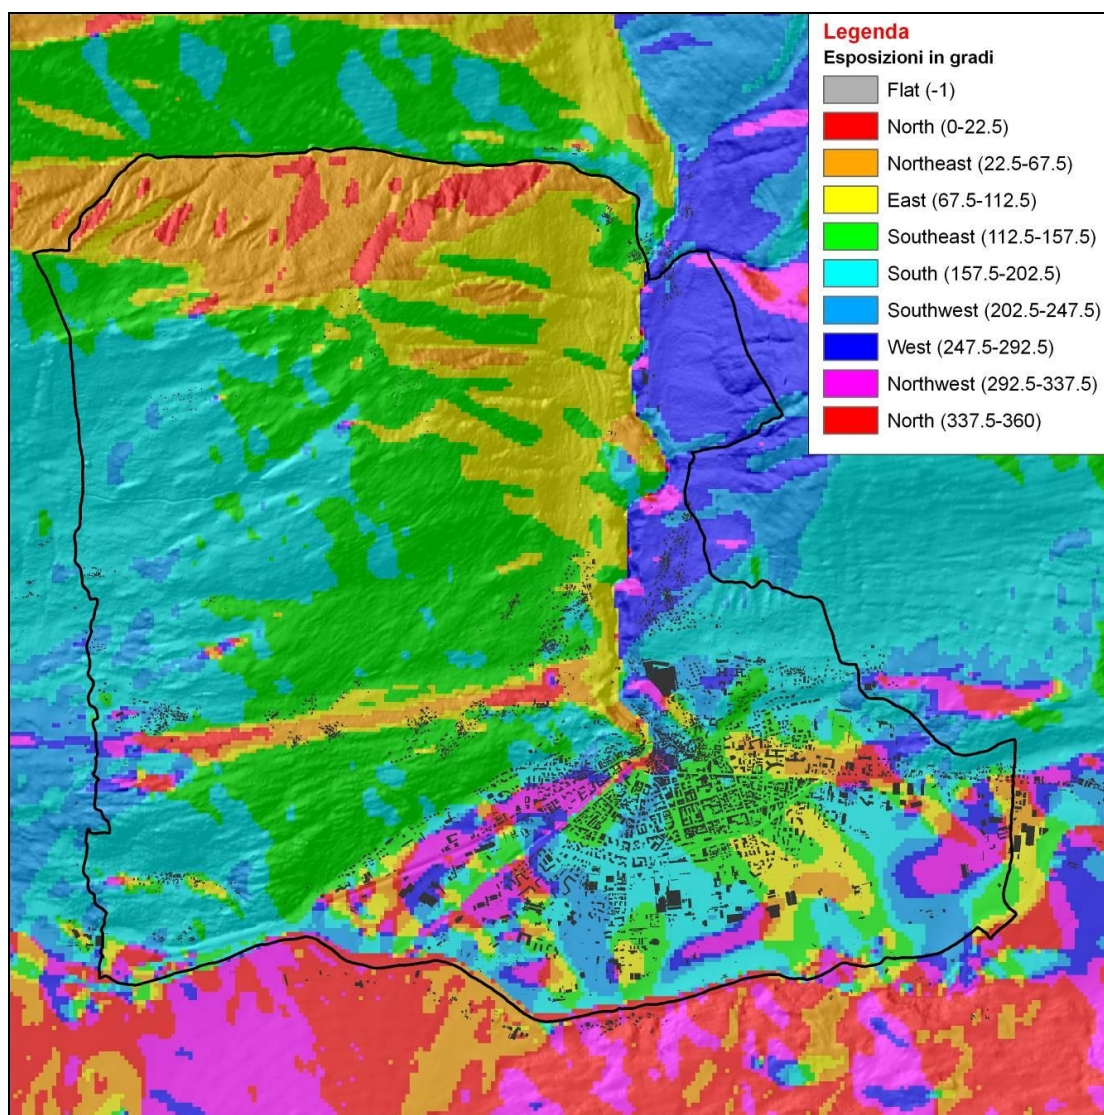 Legenda
Esposizioni in gradi
Flat (-1)
North (0-22.5)
Northeast (22.5-67.5)
East (67.5-112.5)
Southeast (112.5-157.5)
South (157.5-202.5)
Southwest (202.5-247.5)
West (247.5-292.5)
Northwest (292.5-337.5)
North (337.5-360)